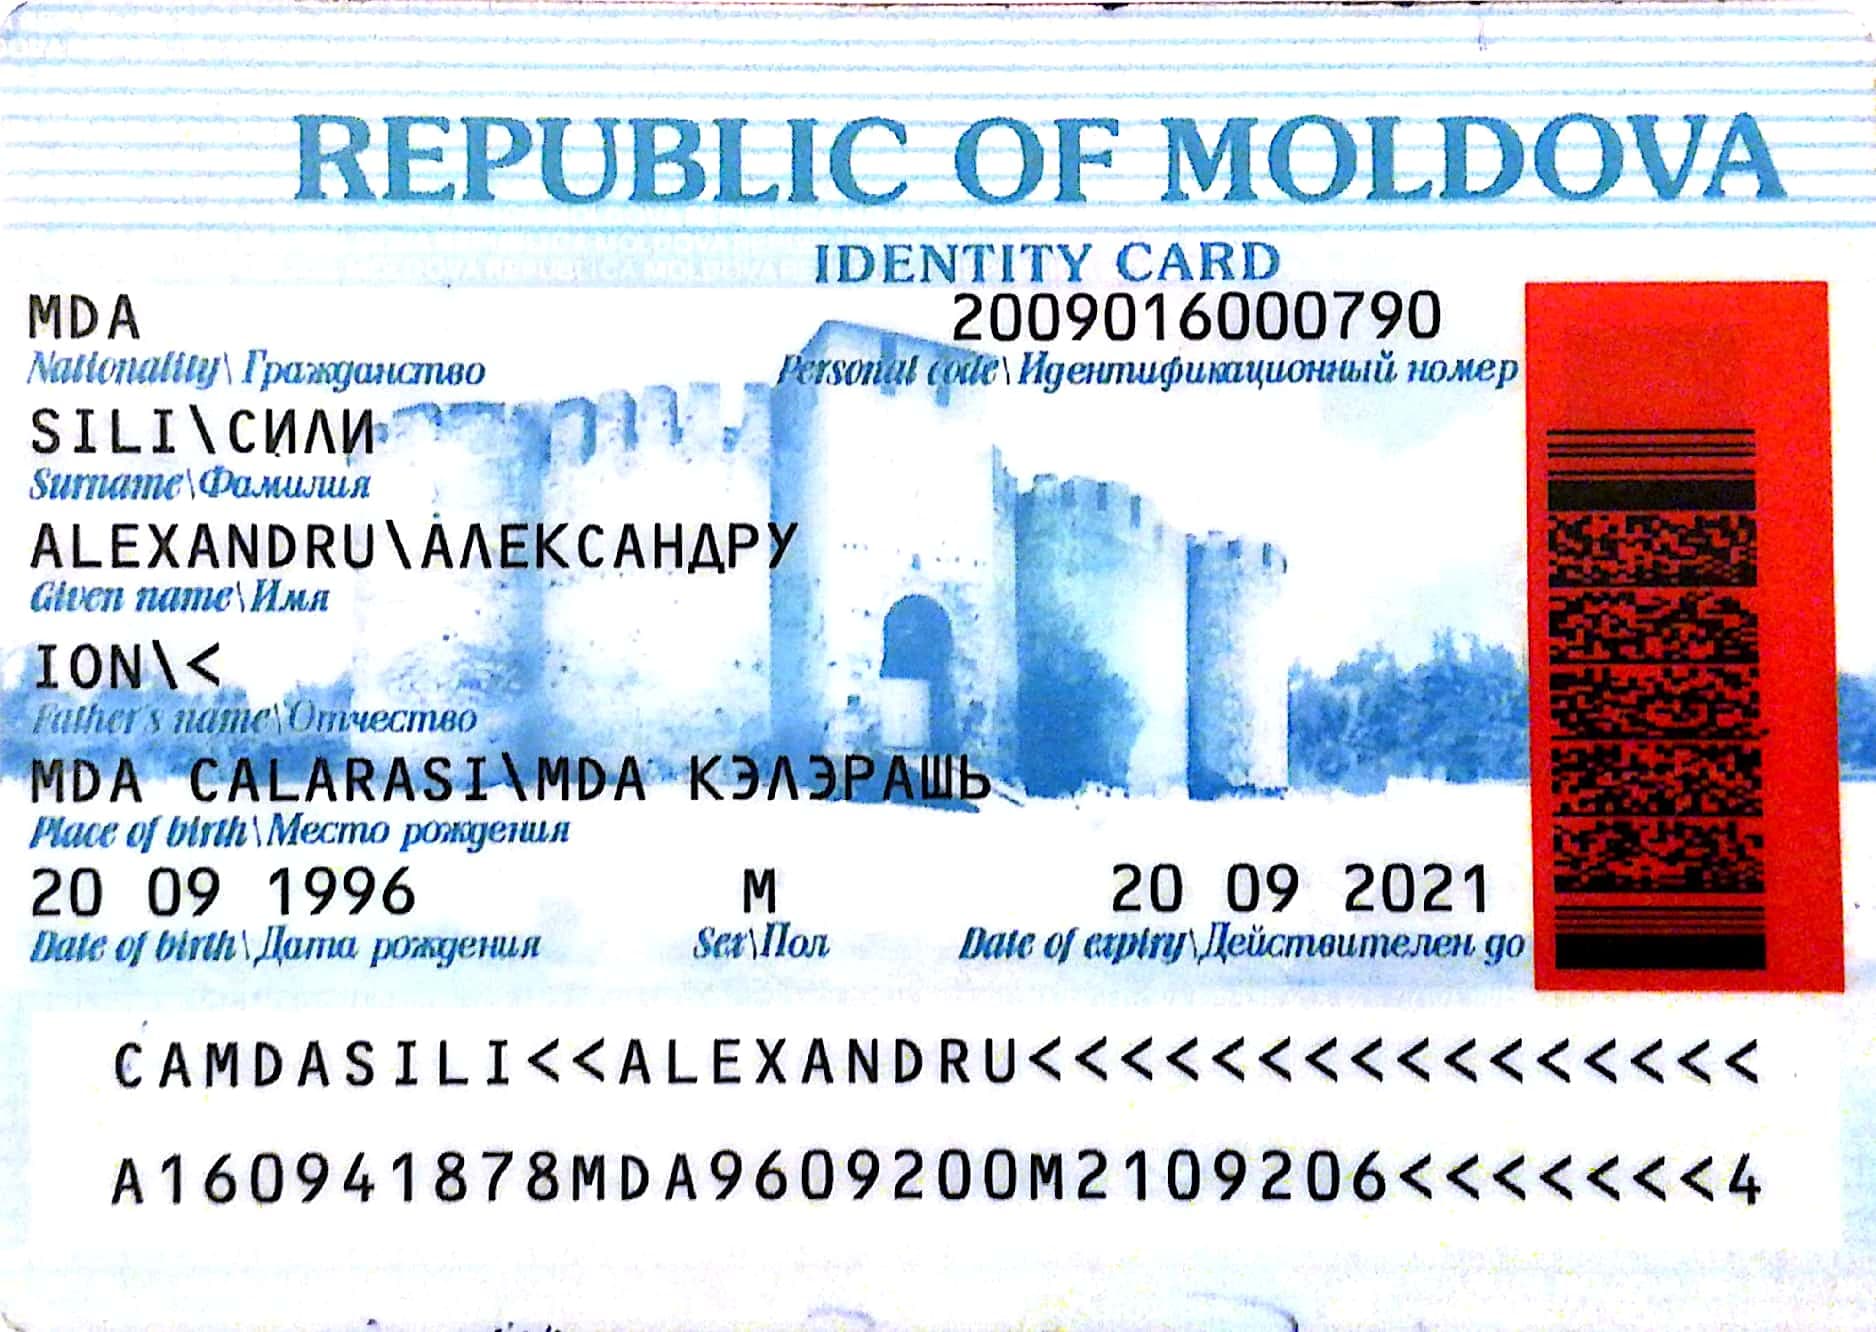 REPUBLIC OF MOLDOVA
IDENTITY CARD
MDA 2009016000790
Nationality\Гражданство Personal code\Идентификационный номер
SILI\СИЛИ
Surname\Фамилия
ALEXANDRU\АЛЕКСАНДРУ
Given name\Имя
ION\<
Father's name\Отчество
MDA CALARASI\MDA КЭЛЭРАШЬ
Place of birth\Место рождения
20 09 1996 M 20 09 2021
Date of birth\Дата рождения Sex\Пол Date of expiry\Действителен до
CAMDASILI<<ALEXANDRU<<<<<<<<<<<<<<<<
A160941878MDA9609200M2109206<<<<<<<4